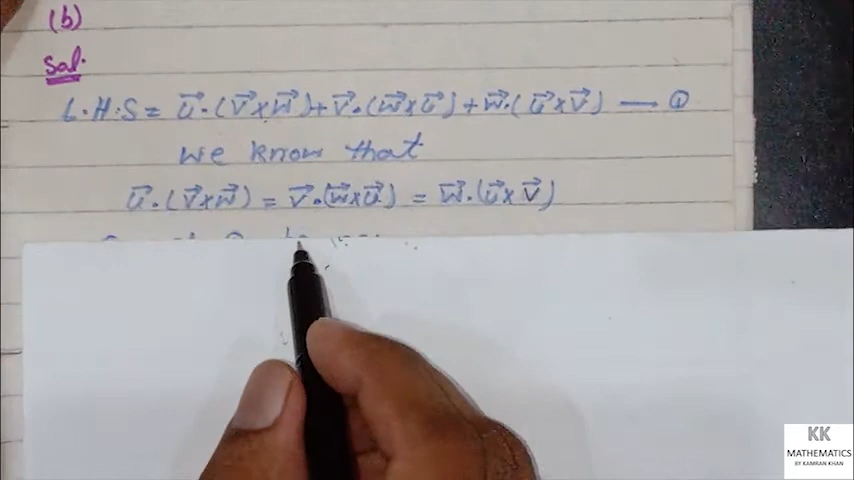 (b)
Sol.
L.H.S = u⃗.(v⃗×w⃗)+v⃗.(w⃗×u⃗)+w⃗.(u⃗×v⃗) — ①
we know that
u⃗.(v⃗×w⃗) = v⃗.(w⃗×u⃗) = w⃗.(u⃗×v⃗)
KK
MATHEMATICS
BY KAMRAN KHAN